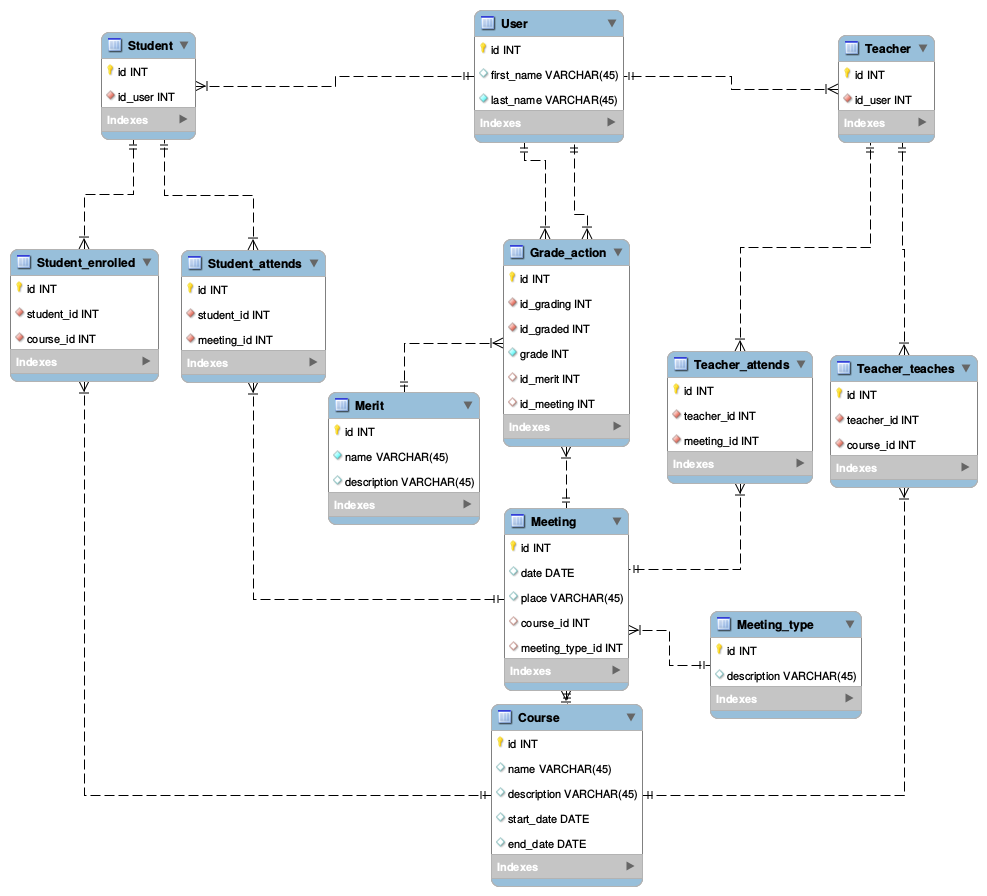 User
id INT
first_name VARCHAR(45)
last_name VARCHAR(45)
Indexes
Student
id INT
id_user INT
Indexes
Teacher
id INT
id_user INT
Indexes
Student_enrolled
id INT
student_id INT
course_id INT
Indexes
Student_attends
id INT
student_id INT
meeting_id INT
Indexes
Grade_action
id INT
id_grading INT
id_graded INT
grade INT
id_merit INT
id_meeting INT
Indexes
Teacher_attends
id INT
teacher_id INT
meeting_id INT
Indexes
Teacher_teaches
id INT
teacher_id INT
course_id INT
Indexes
Merit
id INT
name VARCHAR(45)
description VARCHAR(45)
Indexes
Meeting
id INT
date DATE
place VARCHAR(45)
course_id INT
meeting_type_id INT
Indexes
Meeting_type
id INT
description VARCHAR(45)
Indexes
Course
id INT
name VARCHAR(45)
description VARCHAR(45)
start_date DATE
end_date DATE
Indexes